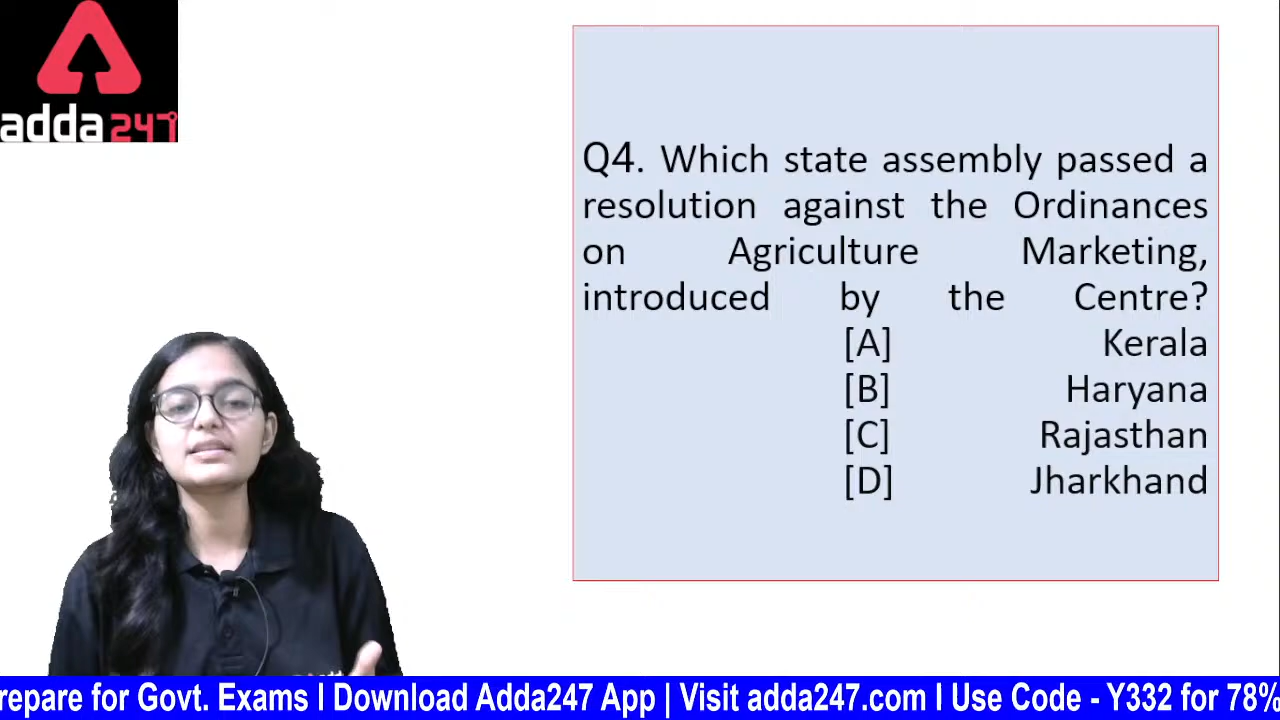 adda247
Q4. Which state assembly passed a
resolution against the Ordinances
on Agriculture Marketing,
introduced by the Centre?
[A] Kerala
[B] Haryana
[C] Rajasthan
[D] Jharkhand
repare for Govt. Exams I Download Adda247 App | Visit adda247.com I Use Code - Y332 for 78%